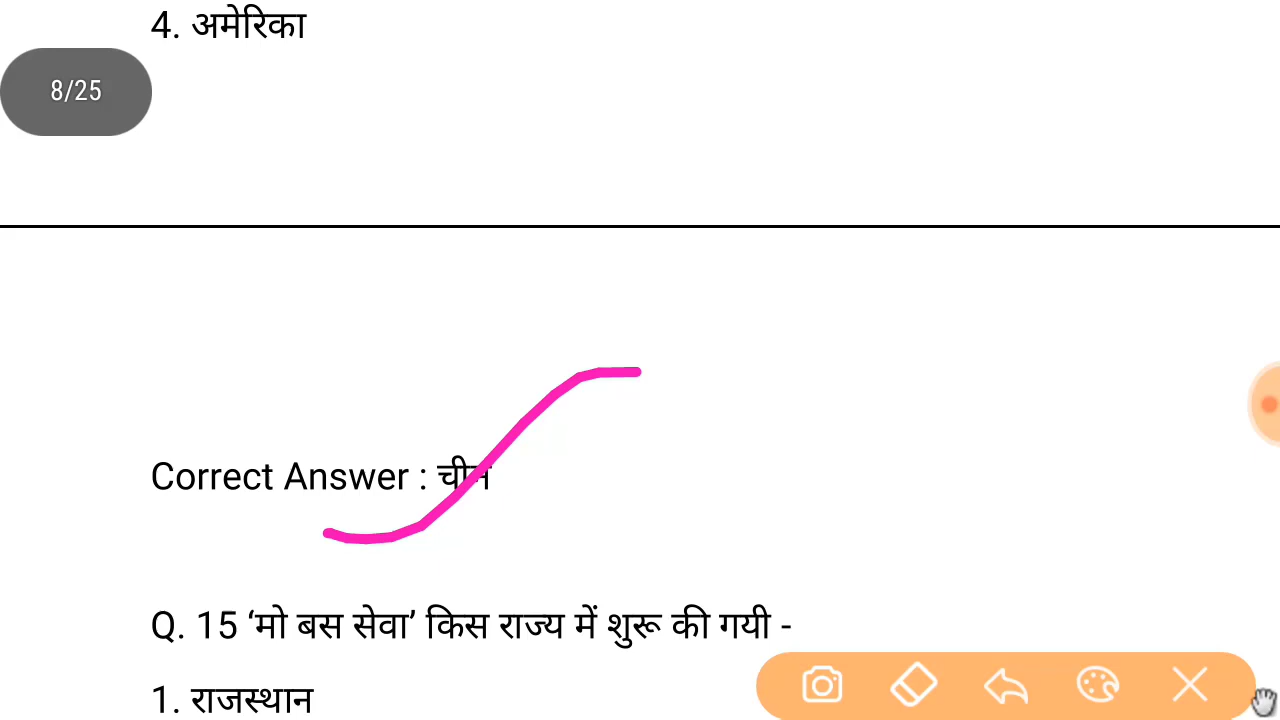 4. अमेरिका
8/25
Correct Answer : चीन
Q. 15 ‘मो बस सेवा’ किस राज्य में शुरू की गयी -
1. राजस्थान